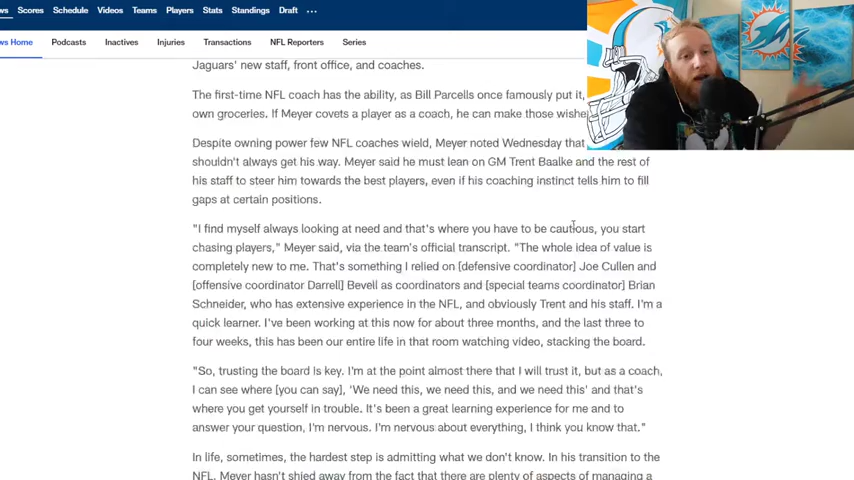 ws Scores Schedule Videos Teams Players Stats Standings Draft ...
ws Home Podcasts Inactives Injuries Transactions NFL Reporters Series
Jaguars' new staff, front office, and coaches.
The first-time NFL coach has the ability, as Bill Parcells once famously put it,
own groceries. If Meyer covets a player as a coach, he can make those wishe
Despite owning power few NFL coaches wield, Meyer noted Wednesday that
shouldn't always get his way. Meyer said he must lean on GM Trent Baalke and the rest of
his staff to steer him towards the best players, even if his coaching instinct tells him to fill
gaps at certain positions.
"I find myself always looking at need and that's where you have to be cautious, you start
chasing players," Meyer said, via the team's official transcript. "The whole idea of value is
completely new to me. That's something I relied on [defensive coordinator] Joe Cullen and
[offensive coordinator Darrell] Bevell as coordinators and [special teams coordinator] Brian
Schneider, who has extensive experience in the NFL, and obviously Trent and his staff. I'm a
quick learner. I've been working at this now for about three months, and the last three to
four weeks, this has been our entire life in that room watching video, stacking the board.
"So, trusting the board is key. I'm at the point almost there that I will trust it, but as a coach,
I can see where [you can say], 'We need this, we need this, and we need this' and that's
where you get yourself in trouble. It's been a great learning experience for me and to
answer your question, I'm nervous. I'm nervous about everything, I think you know that."
In life, sometimes, the hardest step is admitting what we don't know. In his transition to the
NFL, Meyer hasn't shied away from the fact that there are plenty of aspects of managing a